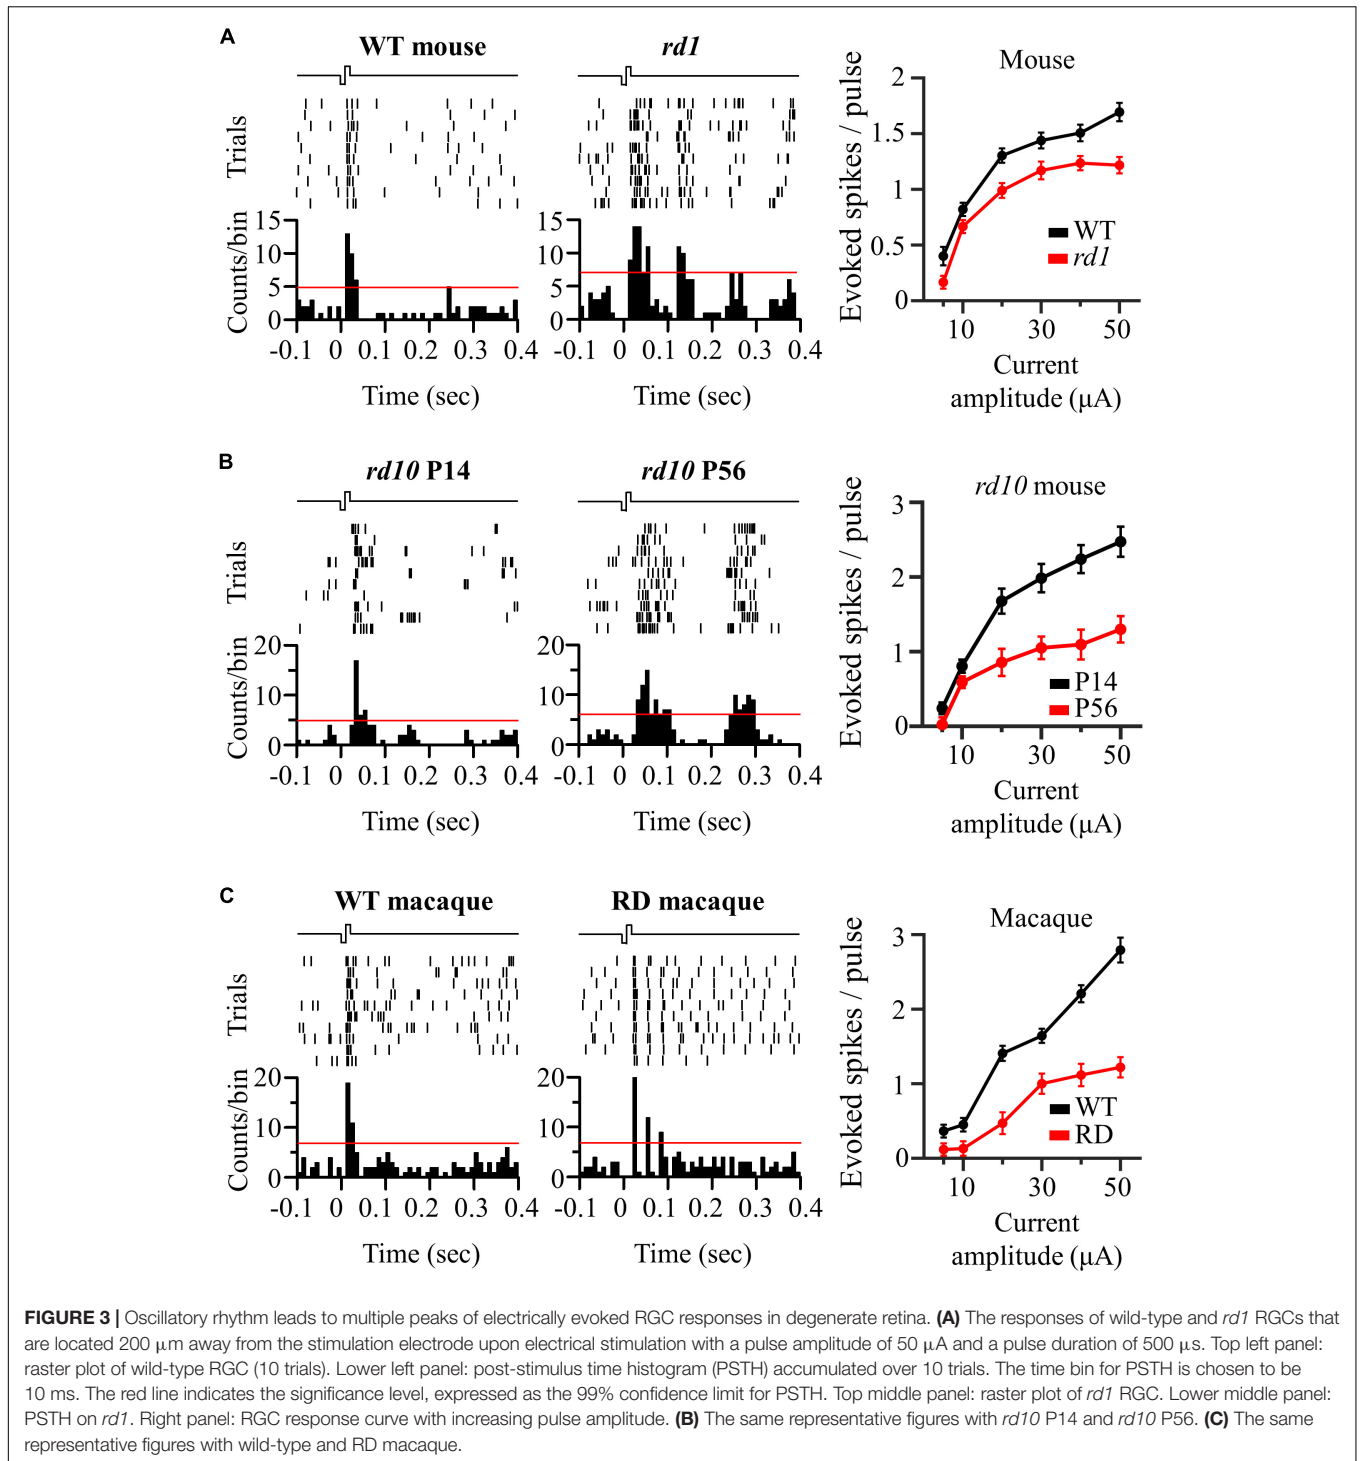 A
WT mouse
rd1
Trials
Counts/bin
15
10
5
0
-0.1 0 0.1 0.2 0.3 0.4
Time (sec)
15
10
5
0
-0.1 0 0.1 0.2 0.3 0.4
Time (sec)
Mouse
Evoked spikes / pulse
2
1.5
1
0.5
0
WT
rd1
10 30 50
Current
amplitude (μA)
B
rd10 P14
rd10 P56
Trials
Counts/bin
20
10
0
-0.1 0 0.1 0.2 0.3 0.4
Time (sec)
20
10
0
-0.1 0 0.1 0.2 0.3 0.4
Time (sec)
rd10 mouse
Evoked spikes / pulse
3
2
1
0
P14
P56
10 30 50
Current
amplitude (μA)
C
WT macaque
RD macaque
Trials
Counts/bin
20
10
0
-0.1 0 0.1 0.2 0.3 0.4
Time (sec)
20
10
0
-0.1 0 0.1 0.2 0.3 0.4
Time (sec)
Macaque
Evoked spikes / pulse
3
2
1
0
WT
RD
10 30 50
Current
amplitude (μA)
FIGURE 3 | Oscillatory rhythm leads to multiple peaks of electrically evoked RGC responses in degenerate retina. (A) The responses of wild-type and rd1 RGCs that
are located 200 μm away from the stimulation electrode upon electrical stimulation with a pulse amplitude of 50 μA and a pulse duration of 500 μs. Top left panel:
raster plot of wild-type RGC (10 trials). Lower left panel: post-stimulus time histogram (PSTH) accumulated over 10 trials. The time bin for PSTH is chosen to be
10 ms. The red line indicates the significance level, expressed as the 99% confidence limit for PSTH. Top middle panel: raster plot of rd1 RGC. Lower middle panel:
PSTH on rd1. Right panel: RGC response curve with increasing pulse amplitude. (B) The same representative figures with rd10 P14 and rd10 P56. (C) The same
representative figures with wild-type and RD macaque.